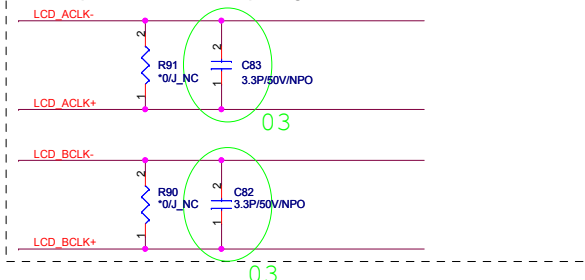 LCD_ACLK-
2
R91
*0/J_NC
1
2
C83
3.3P/50V/NPO
1
LCD_ACLK+
03
LCD_BCLK-
2
R90
*0/J_NC
1
2
C82
3.3P/50V/NPO
1
LCD_BCLK+
03